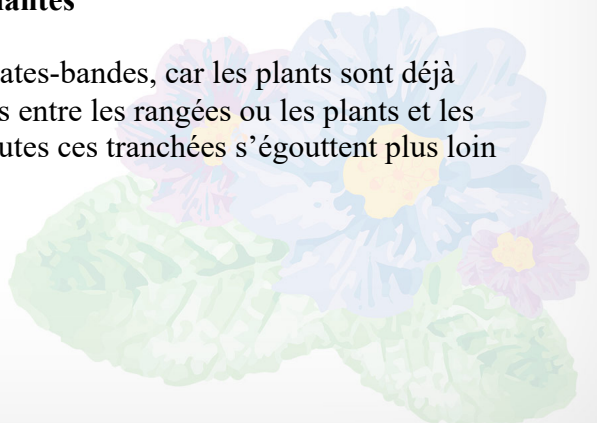 ates-bandes, car les plants sont déjà
s entre les rangées ou les plants et les
utes ces tranchées s’égouttent plus loin